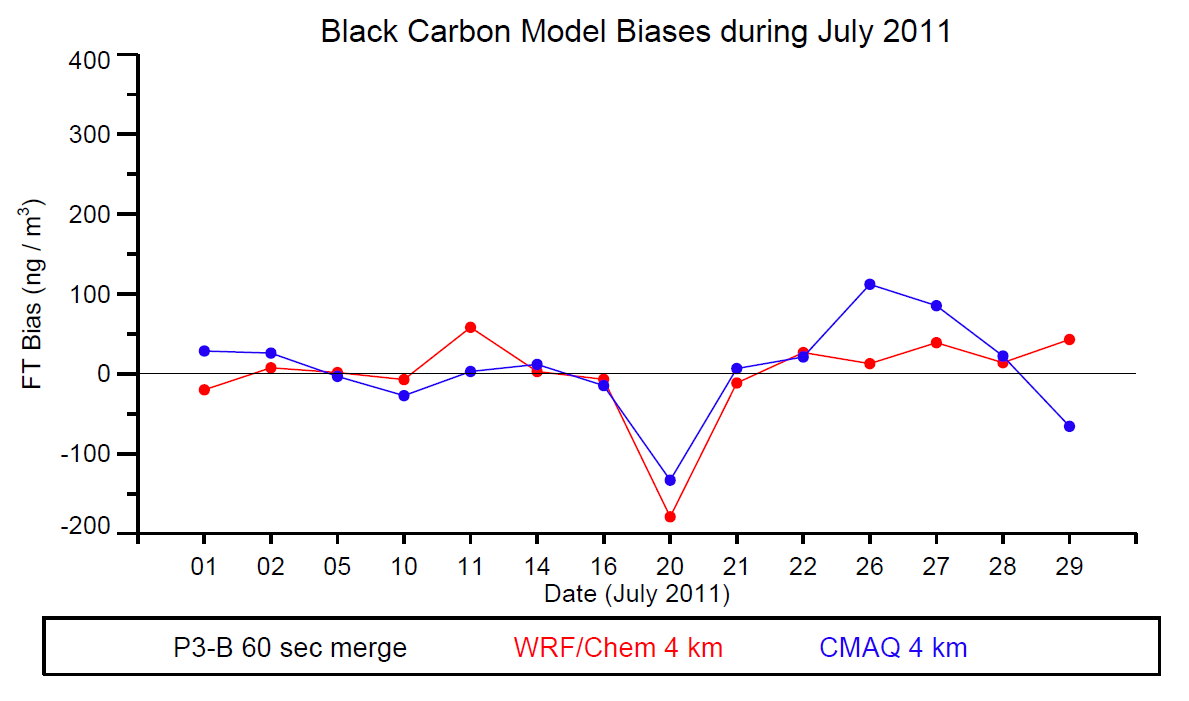 Black Carbon Model Biases during July 2011
400
300
200
100
0
-100
-200
FT Bias (ng / m³)
01 02 05 10 11 14 16 20 21 22 26 27 28 29
Date (July 2011)
P3-B 60 sec merge WRF/Chem 4 km CMAQ 4 km